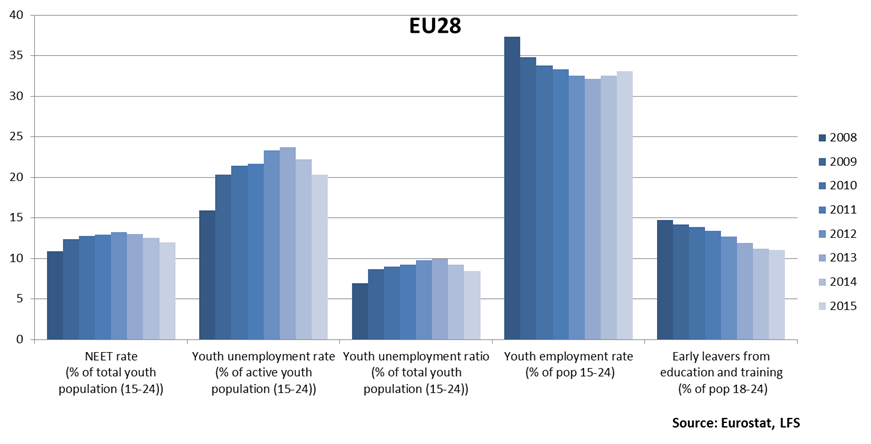 EU28
40
35
30
25
20
15
10
5
0
NEET rate
(% of total youth
population (15-24))
Youth unemployment rate
(% of active youth
population (15-24))
Youth unemployment ratio
(% of total youth
population (15-24))
Youth employment rate
(% of pop 15-24)
Early leavers from
education and training
(% of pop 18-24)
2008
2009
2010
2011
2012
2013
2014
2015
Source: Eurostat, LFS